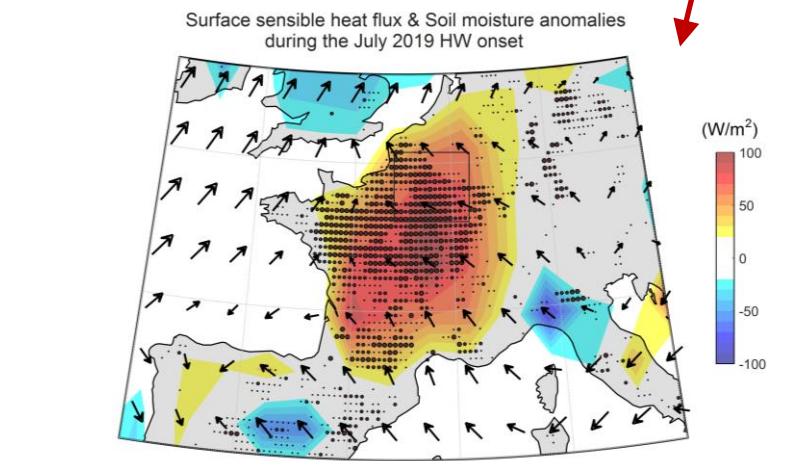 Surface sensible heat flux & Soil moisture anomalies
during the July 2019 HW onset
(W/m²)
100
50
0
-50
-100